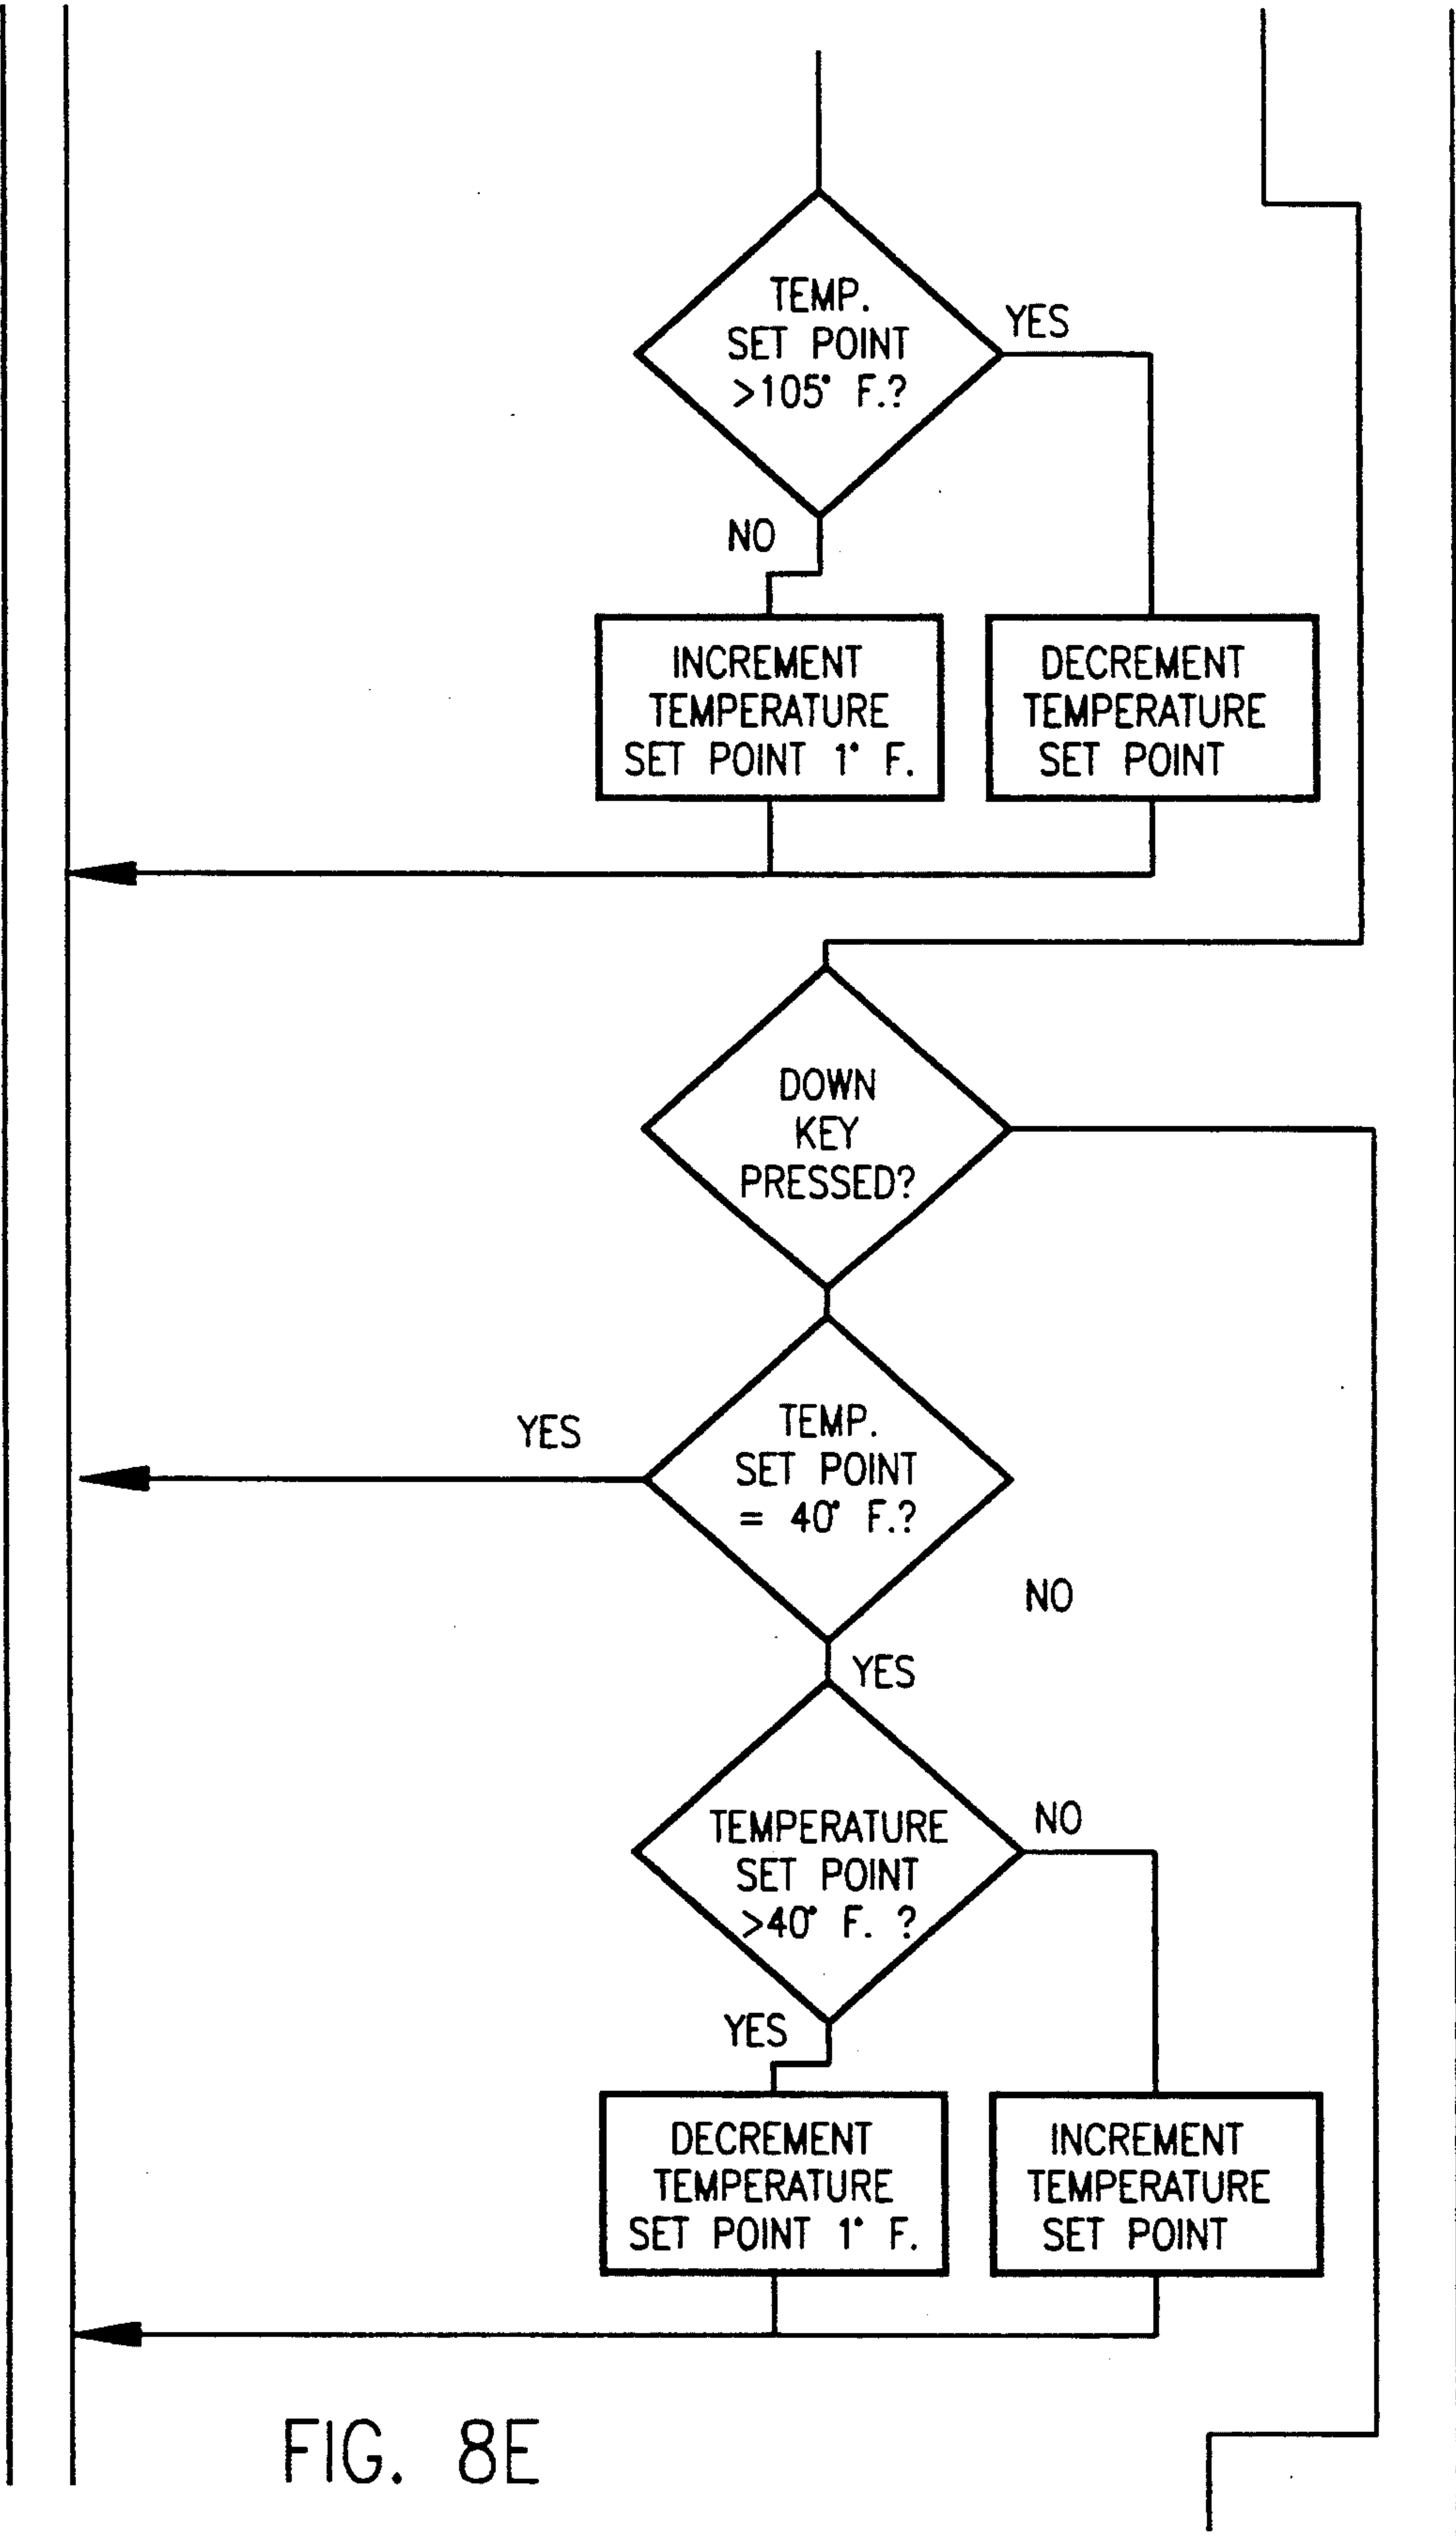 TEMP.
SET POINT
>105° F.?
YES
NO
INCREMENT
TEMPERATURE
SET POINT 1° F.
DECREMENT
TEMPERATURE
SET POINT
DOWN
KEY
PRESSED?
YES
TEMP.
SET POINT
= 40° F.?
NO
YES
TEMPERATURE
SET POINT
>40° F. ?
NO
YES
DECREMENT
TEMPERATURE
SET POINT 1° F.
INCREMENT
TEMPERATURE
SET POINT
FIG. 8E